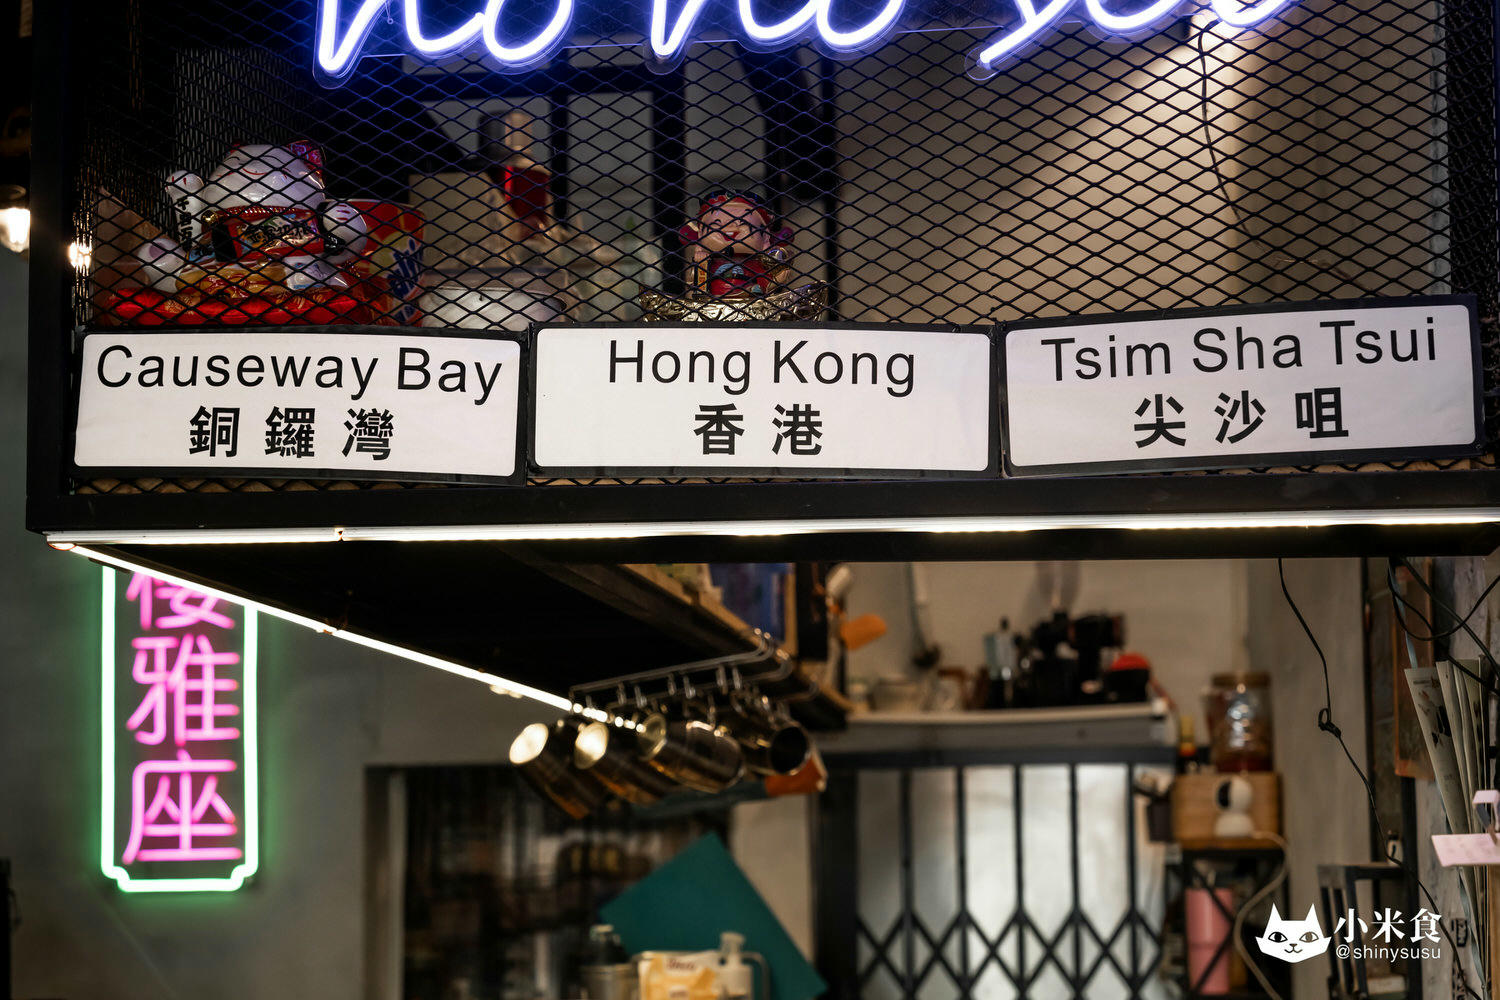 Causeway Bay
銅鑼灣
Hong Kong
香港
Tsim Sha Tsui
尖沙咀
樓雅座
小米食
@shinysusu